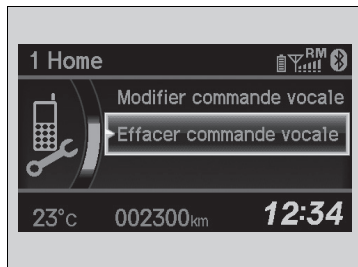 1 Home
RM
Modifier commande vocale
Effacer commande vocale
23°c 002300km 12:34